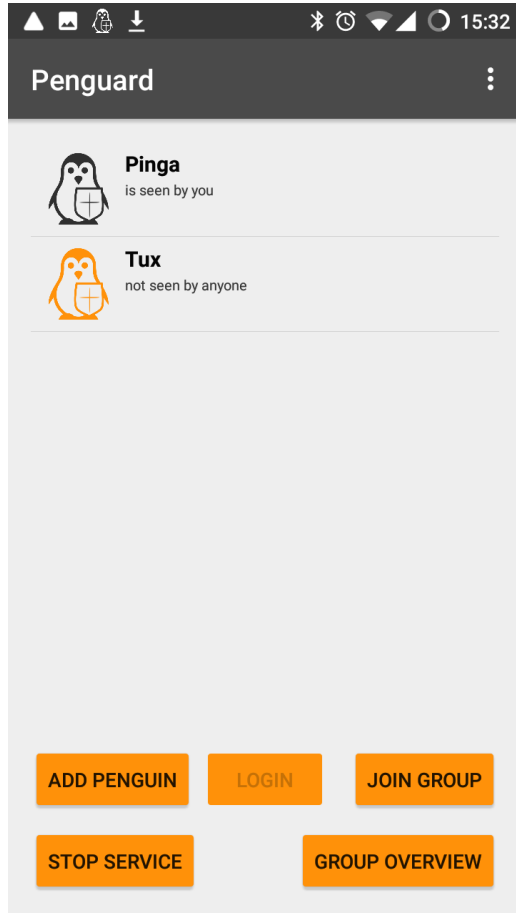 15:32
Penguard
Pinga
is seen by you
Tux
not seen by anyone
ADD PENGUIN LOGIN JOIN GROUP
STOP SERVICE GROUP OVERVIEW